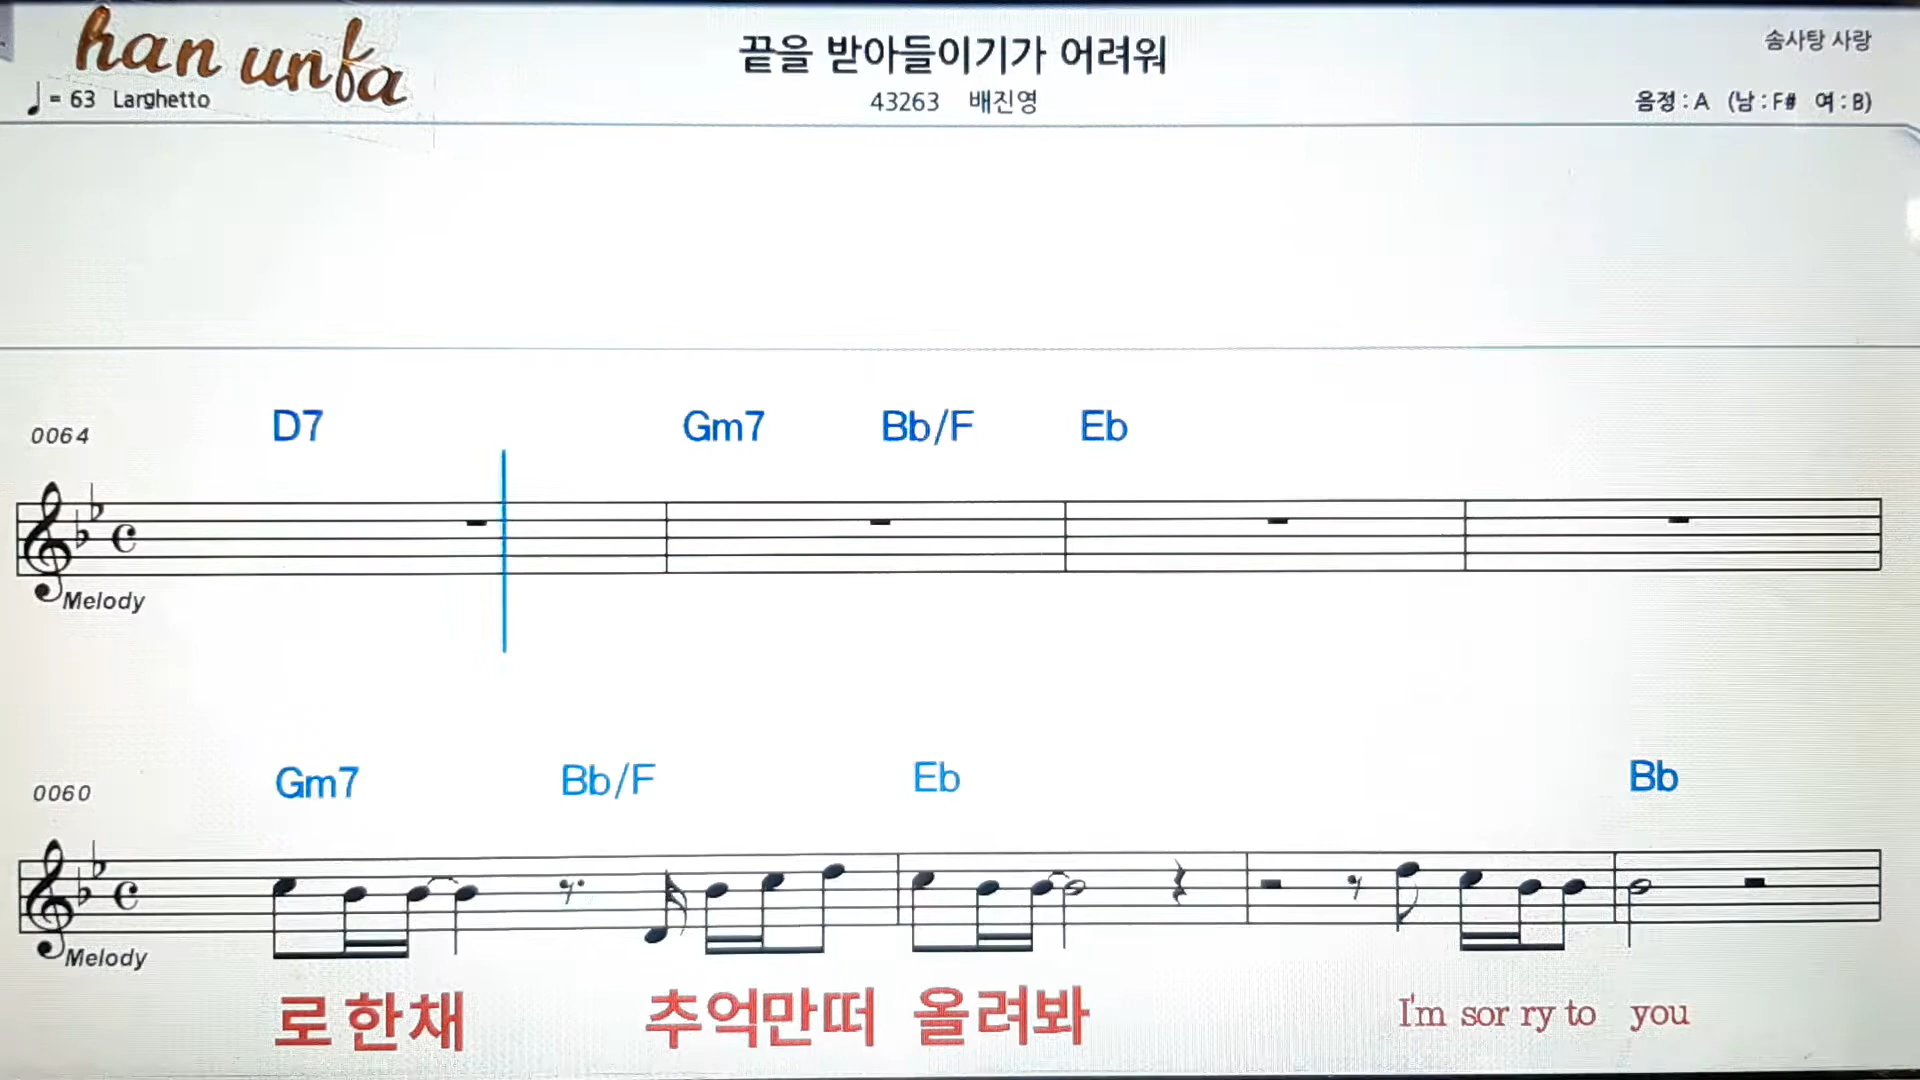 han unfa
끝을 받아들이기가 어려워
솜사탕 사랑
♩= 63 Larghetto
43263 배진영
음정 : A (남 : F# 여 : B)
0064
D7 Gm7 Bb/F Eb
Melody
0060
Gm7 Bb/F Eb Bb
Melody
로한채 추억만떠 올려봐 I'm sor ry to you